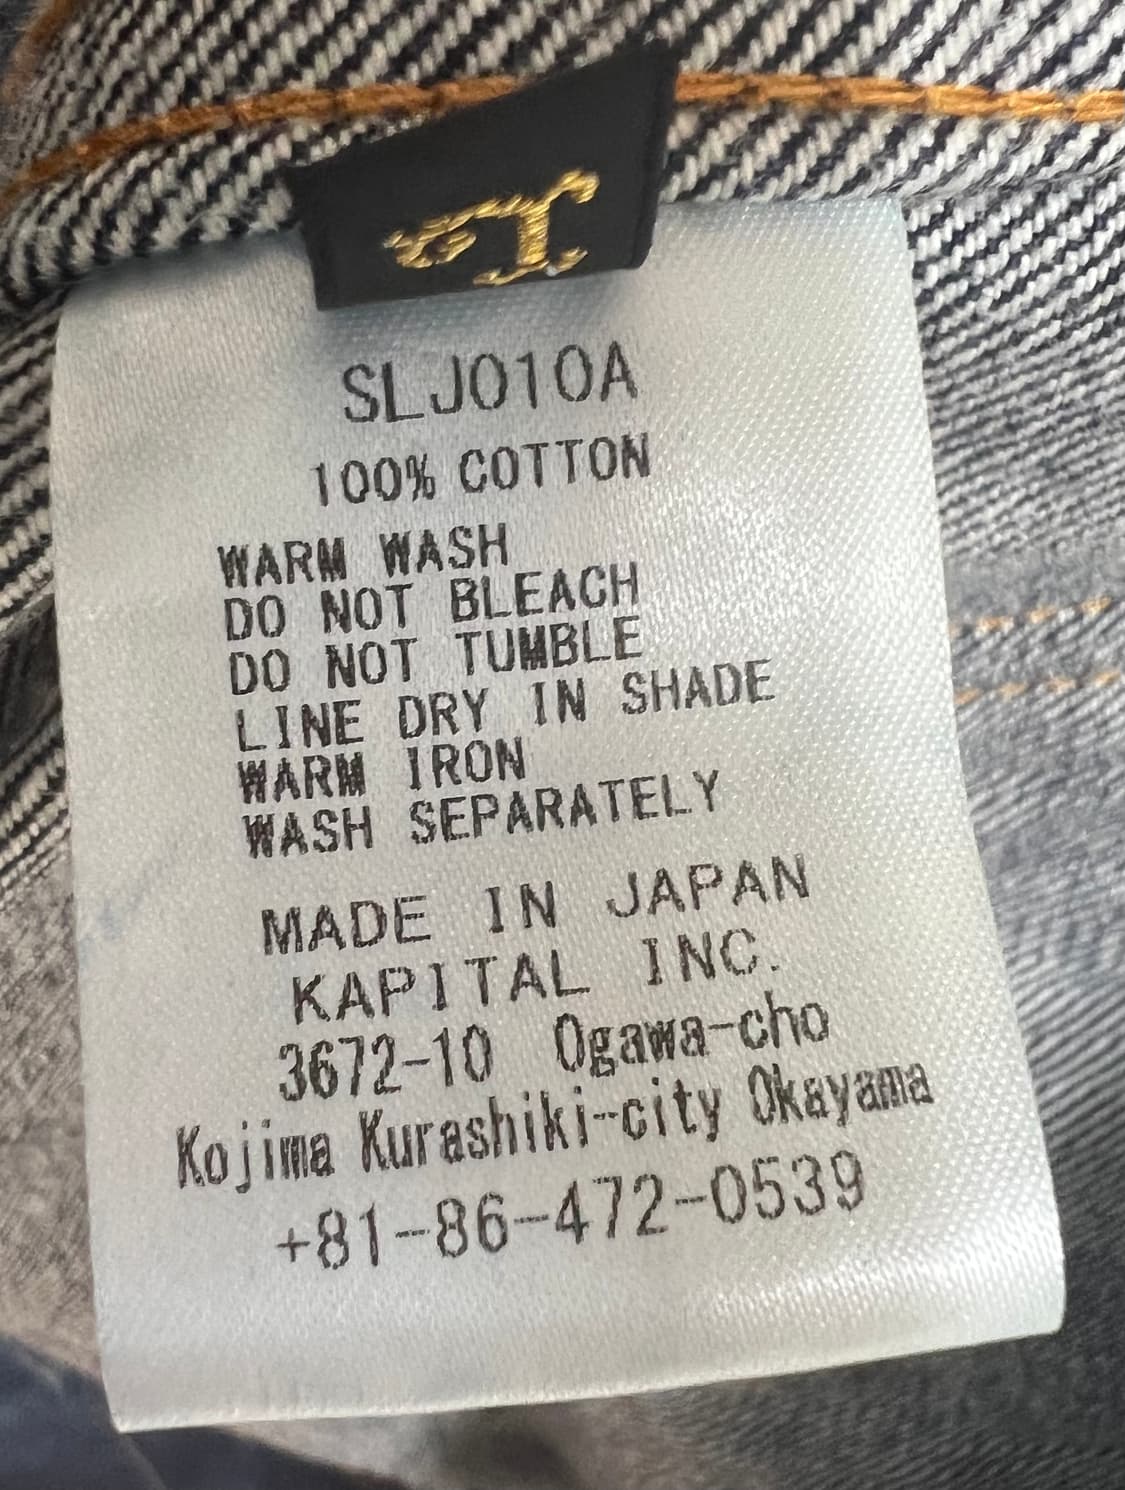 SLJ010A
100% COTTON
WARM WASH
DO NOT BLEACH
DO NOT TUMBLE
LINE DRY IN SHADE
WARM IRON
WASH SEPARATELY
MADE IN JAPAN
KAPITAL INC.
3672-10 Ogawa-cho
Kojima Kurashiki-city Okayama
+81-86-472-0539